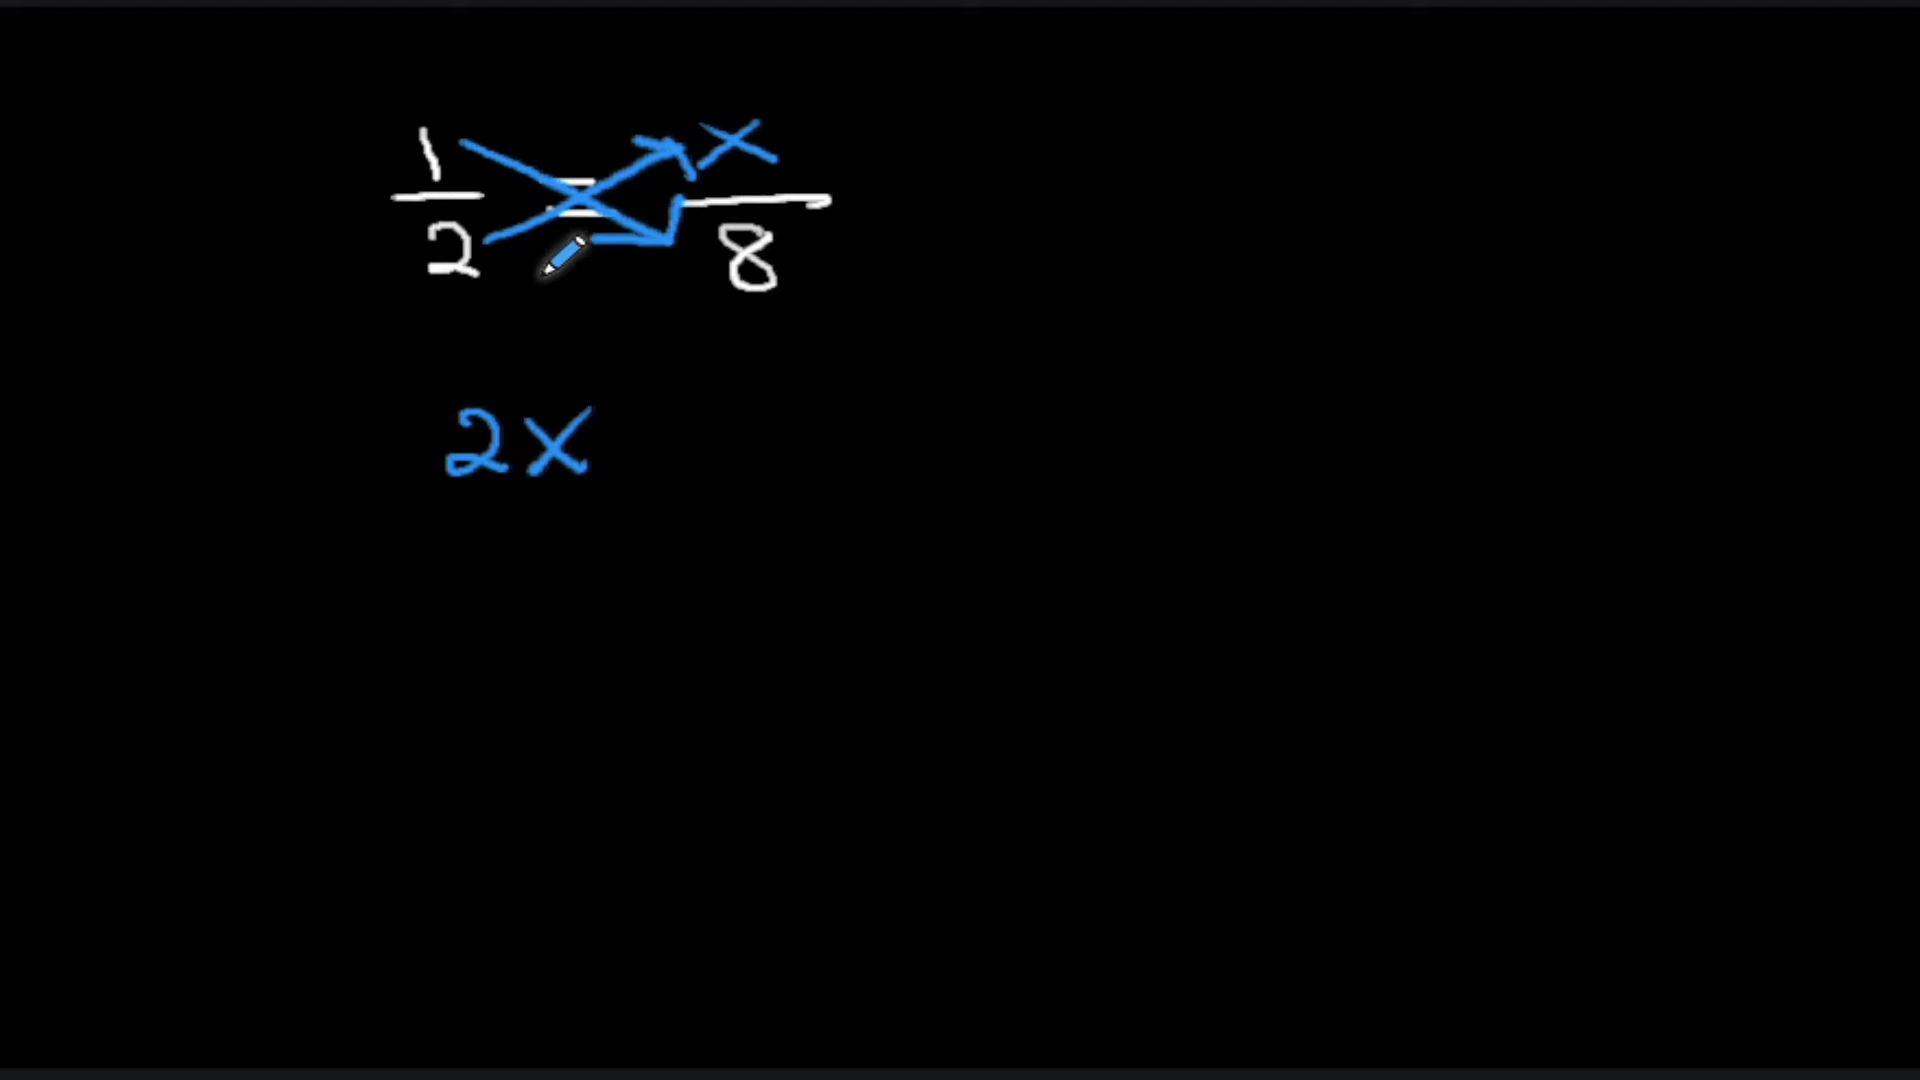 1/2 = x/8
2x